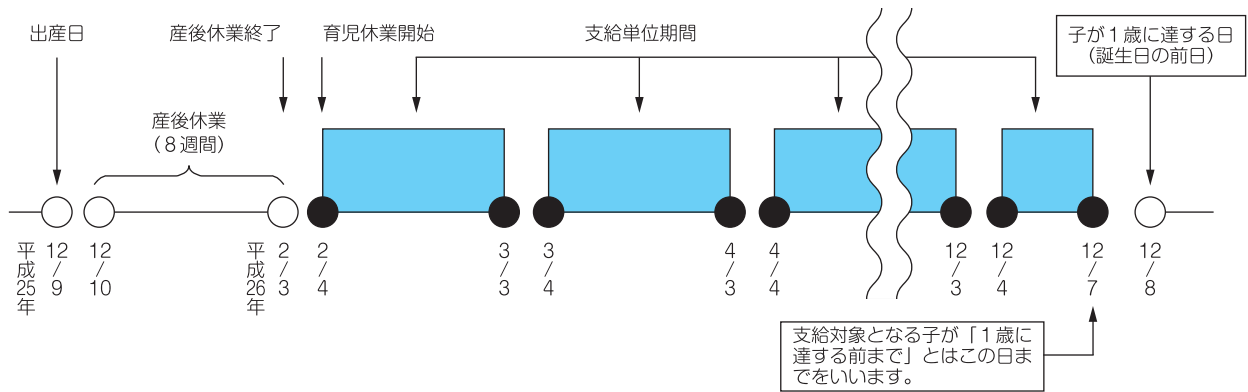 出産日
産後休業終了
育児休業開始
支給単位期間
子が1歳に達する日
（誕生日の前日）
産後休業
（8週間）
平成25年
12/9
12/10
平成26年
2/3
2/4
3/3
3/4
4/3
4/4
12/3
12/4
12/7
12/8
支給対象となる子が「1歳に
達する前まで」とはこの日ま
でをいいます。